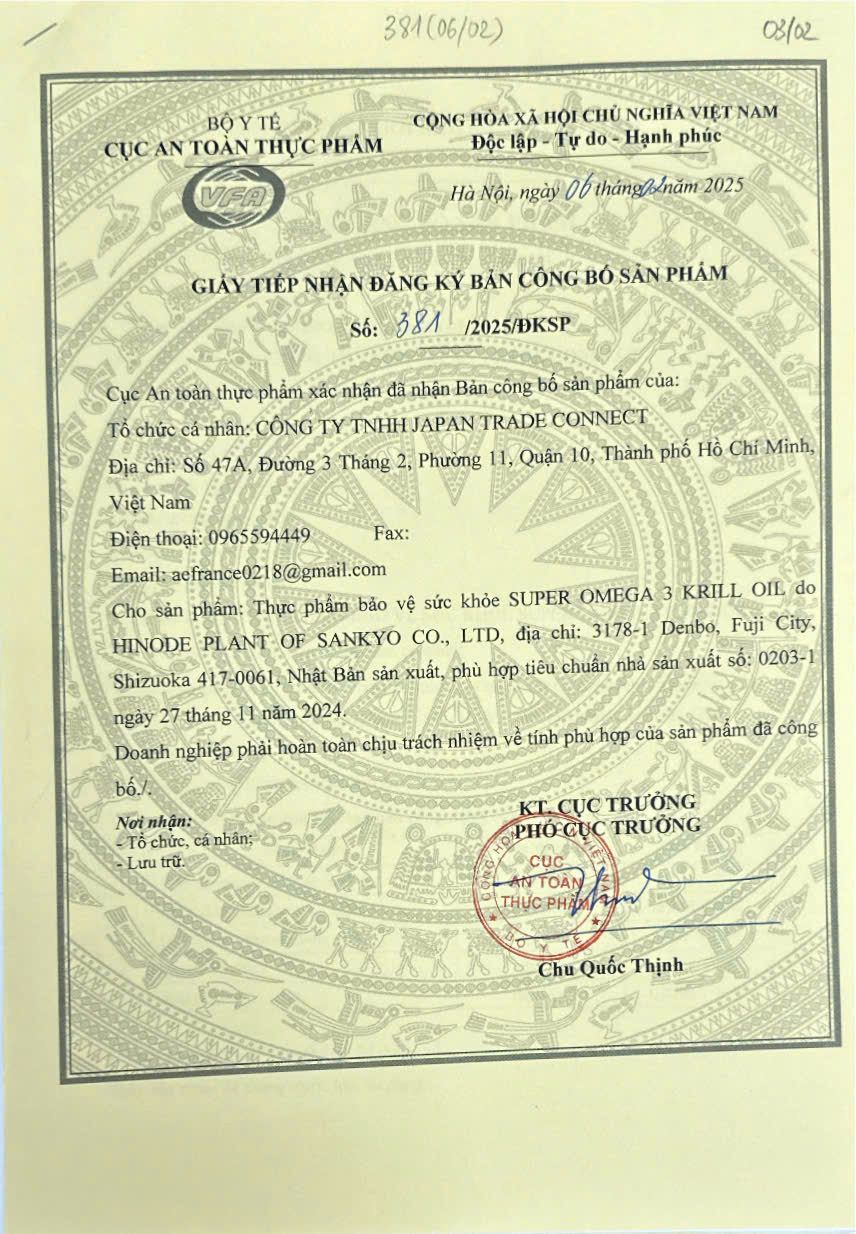 381(06/02)
03/02
BỘ Y TẾ
CỤC AN TOÀN THỰC PHẨM
VFA
CỘNG HÒA XÃ HỘI CHỦ NGHĨA VIỆT NAM
Độc lập - Tự do - Hạnh phúc
Hà Nội, ngày 06 tháng 02 năm 2025
GIẤY TIẾP NHẬN ĐĂNG KÝ BẢN CÔNG BỐ SẢN PHẨM
Số: 381 /2025/ĐKSP
Cục An toàn thực phẩm xác nhận đã nhận Bản công bố sản phẩm của:
Tổ chức cá nhân: CÔNG TY TNHH JAPAN TRADE CONNECT
Địa chỉ: Số 47A, Đường 3 Tháng 2, Phường 11, Quận 10, Thành phố Hồ Chí Minh,
Việt Nam
Điện thoại: 0965594449 Fax:
Email: aefrance0218@gmail.com
Cho sản phẩm: Thực phẩm bảo vệ sức khỏe SUPER OMEGA 3 KRILL OIL do
HINODE PLANT OF SANKYO CO., LTD, địa chỉ: 3178-1 Denbo, Fuji City,
Shizuoka 417-0061, Nhật Bản sản xuất, phù hợp tiêu chuẩn nhà sản xuất số: 0203-1
ngày 27 tháng 11 năm 2024.
Doanh nghiệp phải hoàn toàn chịu trách nhiệm về tính phù hợp của sản phẩm đã công
bố./.
Nơi nhận:
- Tổ chức, cá nhân;
- Lưu trữ.
KT. CỤC TRƯỞNG
PHÓ CỤC TRƯỞNG
CỤC
AN TOÀN
THỰC PHẨM
BỘ Y TẾ
Chu Quốc Thịnh